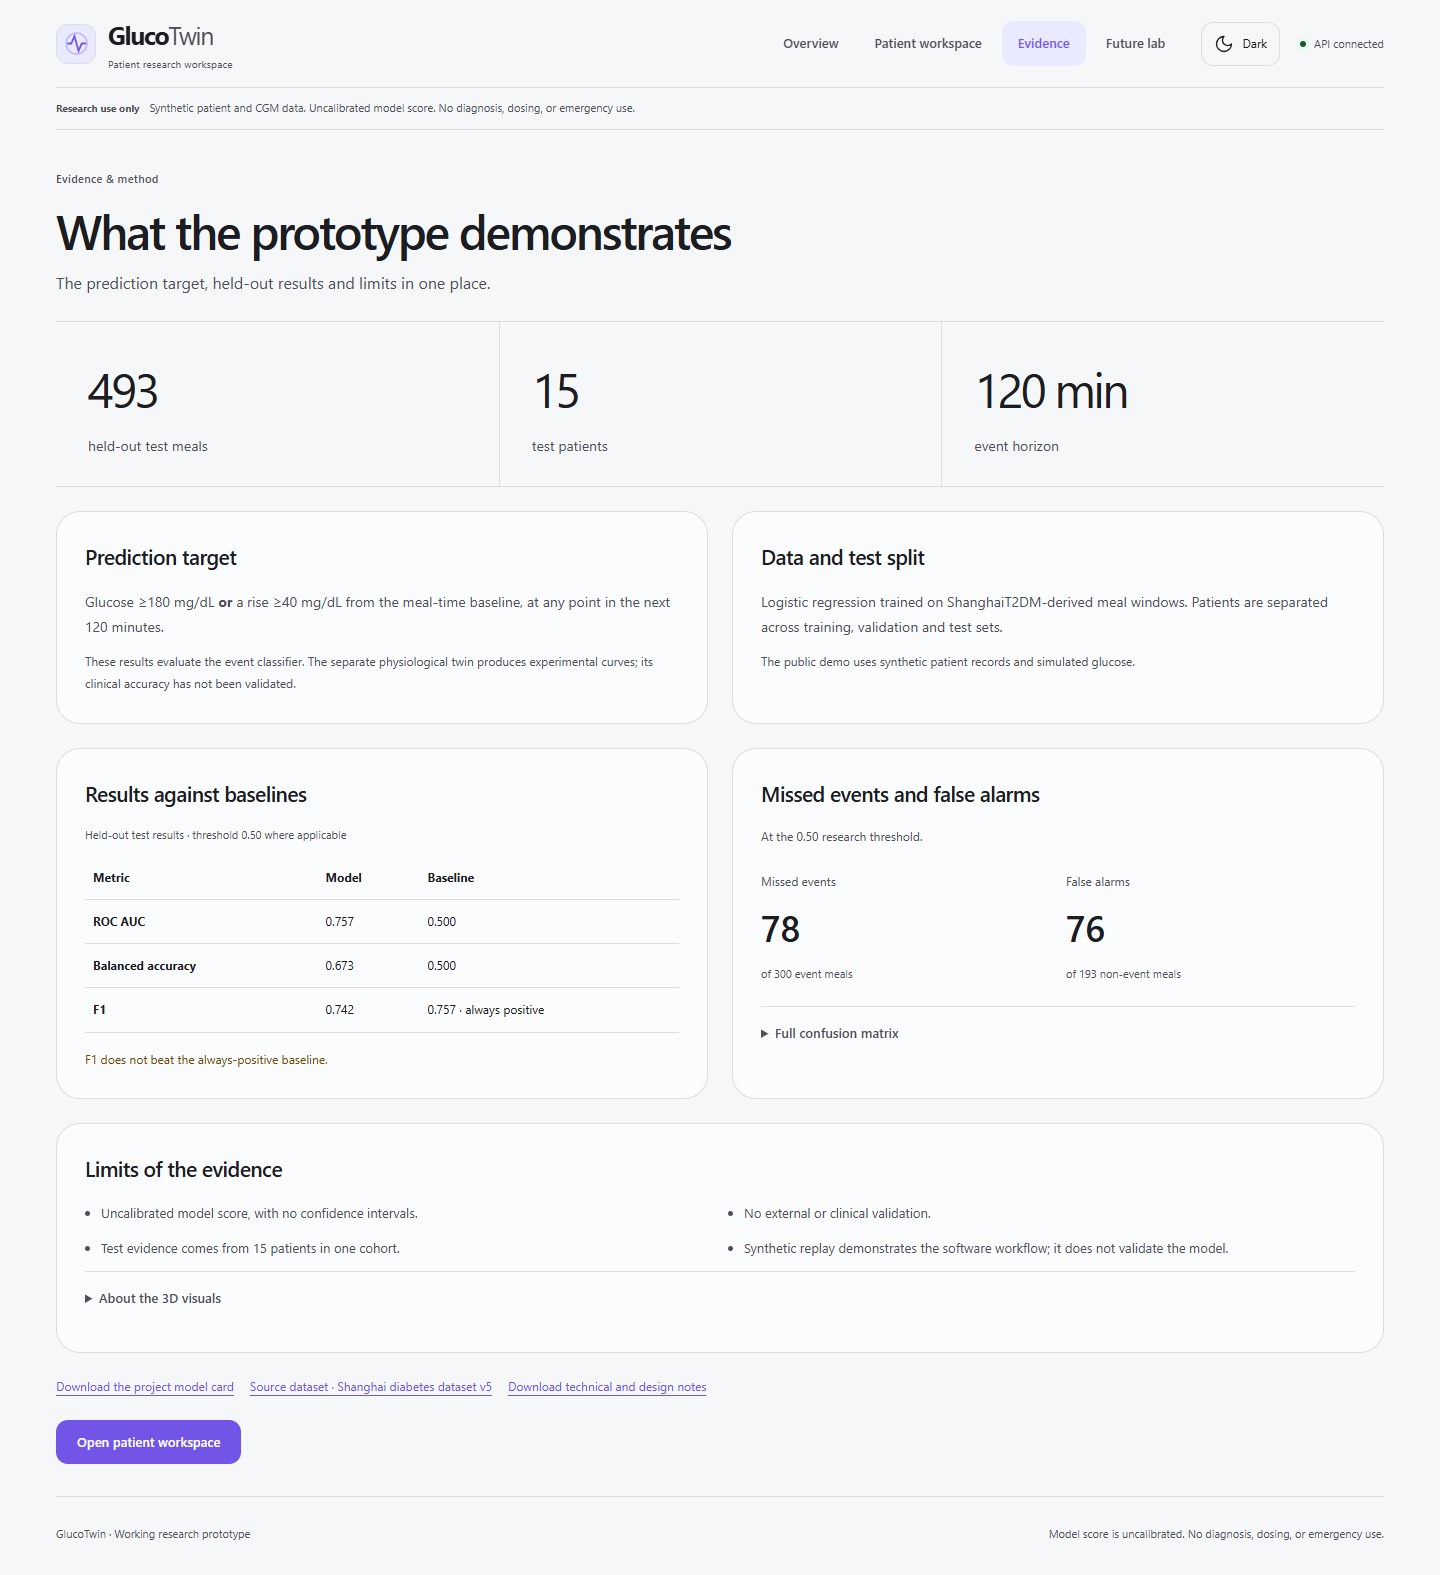 GlucoTwin
Patient research workspace
Overview
Patient workspace
Evidence
Future lab
Dark
API connected
Research use only Synthetic patient and CGM data. Uncalibrated model score. No diagnosis, dosing, or emergency use.
Evidence & method
What the prototype demonstrates
The prediction target, held-out results and limits in one place.
493
held-out test meals
15
test patients
120 min
event horizon
Prediction target
Glucose ≥180 mg/dL or a rise ≥40 mg/dL from the meal-time baseline, at any point in the next
120 minutes.
These results evaluate the event classifier. The separate physiological twin produces experimental curves; its
clinical accuracy has not been validated.
Data and test split
Logistic regression trained on ShanghaiT2DM-derived meal windows. Patients are separated
across training, validation and test sets.
The public demo uses synthetic patient records and simulated glucose.
Results against baselines
Held-out test results · threshold 0.50 where applicable
Metric Model Baseline
ROC AUC 0.757 0.500
Balanced accuracy 0.673 0.500
F1 0.742 0.757 · always positive
F1 does not beat the always-positive baseline.
Missed events and false alarms
At the 0.50 research threshold.
Missed events
78
of 300 event meals
False alarms
76
of 193 non-event meals
Full confusion matrix
Limits of the evidence
Uncalibrated model score, with no confidence intervals.
No external or clinical validation.
Test evidence comes from 15 patients in one cohort.
Synthetic replay demonstrates the software workflow; it does not validate the model.
About the 3D visuals
Download the project model card
Source dataset · Shanghai diabetes dataset v5
Download technical and design notes
Open patient workspace
GlucoTwin · Working research prototype
Model score is uncalibrated. No diagnosis, dosing, or emergency use.